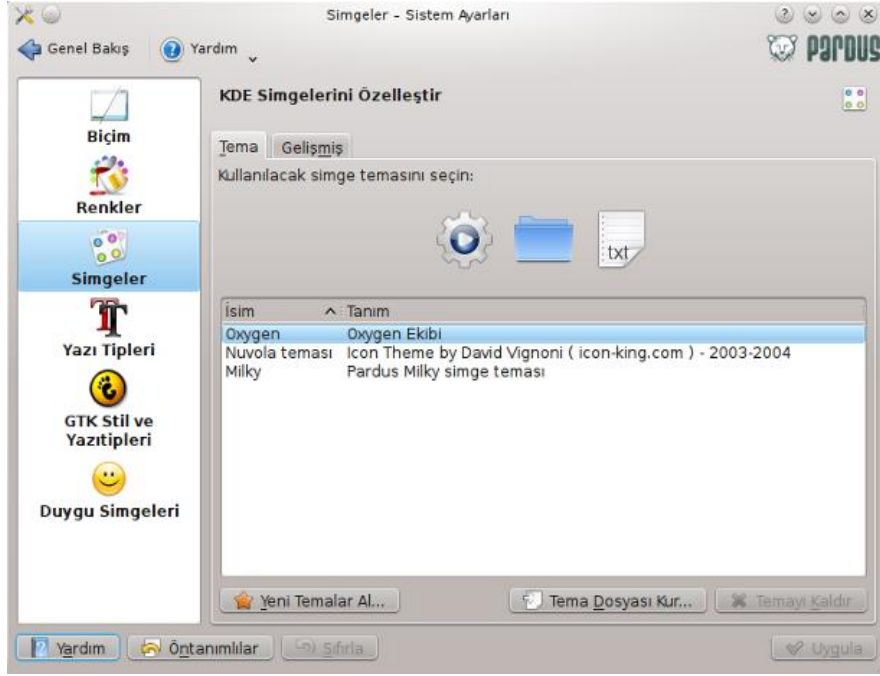 Simgeler – Sistem Ayarları
Genel Bakış Yardım
Pardus
KDE Simgelerini Özelleştir
Biçim
Renkler
Simgeler
Yazı Tipleri
GTK Stil ve
Yazıtipleri
Duygu Simgeleri
Tema Gelişmiş
Kullanılacak simge temasını seçin:
txt
İsim Tanım
Oxygen Oxygen Ekibi
Nuvola teması Icon Theme by David Vignoni ( icon-king.com ) - 2003-2004
Milky Pardus Milky simge teması
Yeni Temalar Al... Tema Dosyası Kur... Temayı Kaldır
Yardım Öntanımlılar Sıfırla Uygula